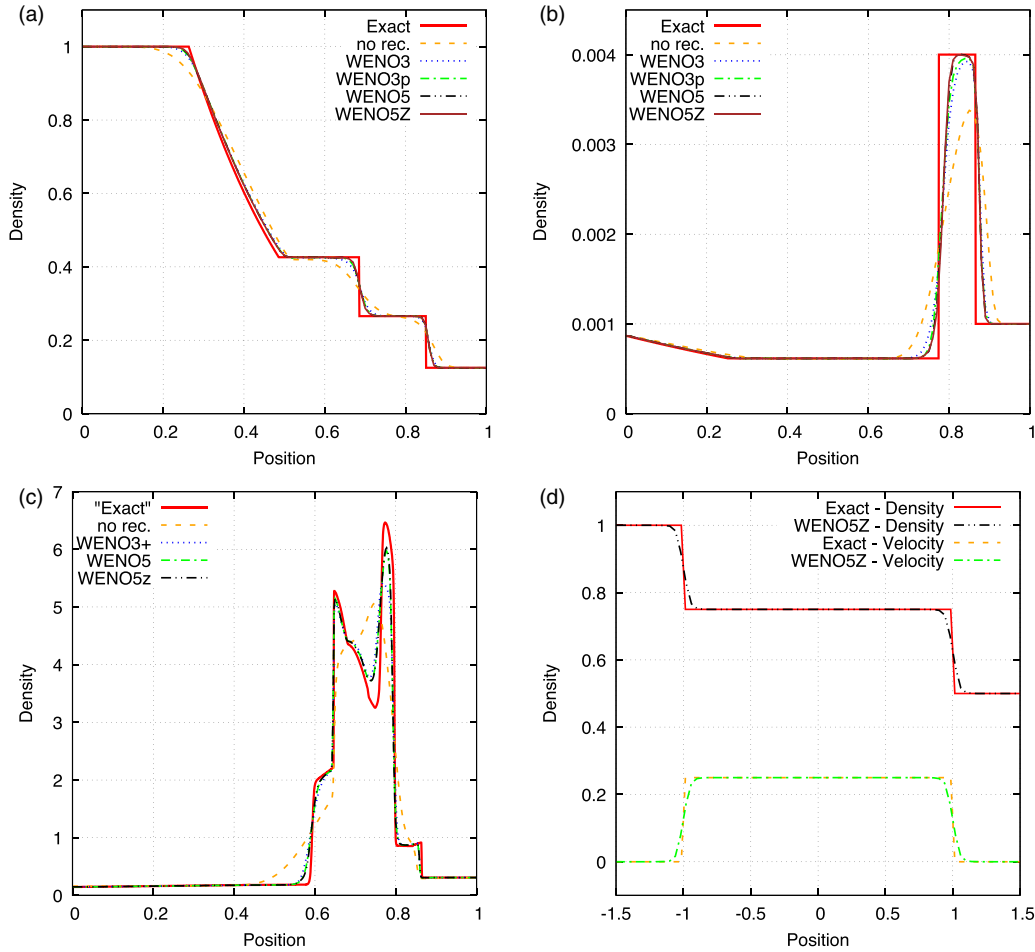 (a)
Exact
no rec.
WENO3
WENO3p
WENO5
WENO5Z
1
0.8
0.6
0.4
0.2
0
Density
0 0.2 0.4 0.6 0.8 1
Position
(b)
Exact
no rec.
WENO3
WENO3p
WENO5
WENO5Z
0.004
0.003
0.002
0.001
0
Density
0 0.2 0.4 0.6 0.8 1
Position
(c)
"Exact"
no rec.
WENO3+
WENO5
WENO5z
7
6
5
4
3
2
1
0
Density
0 0.2 0.4 0.6 0.8 1
Position
(d)
Exact - Density
WENO5Z - Density
Exact - Velocity
WENO5Z - Velocity
1
0.8
0.6
0.4
0.2
0
Density
-1.5 -1 -0.5 0 0.5 1 1.5
Position